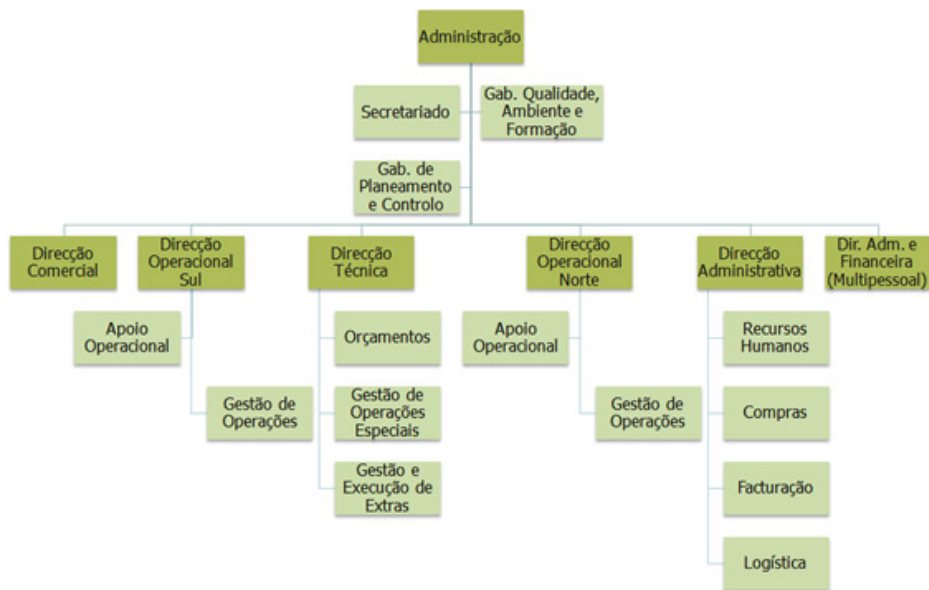 Administração
Secretariado
Gab. Qualidade,
Ambiente e
Formação
Gab. de
Planeamento
e Controlo
Direcção
Comercial
Direcção
Operacional
Sul
Direcção
Técnica
Direcção
Operacional
Norte
Direcção
Administrativa
Dir. Adm. e
Financeira
(Multipessoal)
Apoio
Operacional
Orçamentos
Apoio
Operacional
Recursos
Humanos
Gestão de
Operações
Gestão de
Operações
Especiais
Gestão de
Operações
Compras
Gestão e
Execução de
Extras
Facturação
Logística